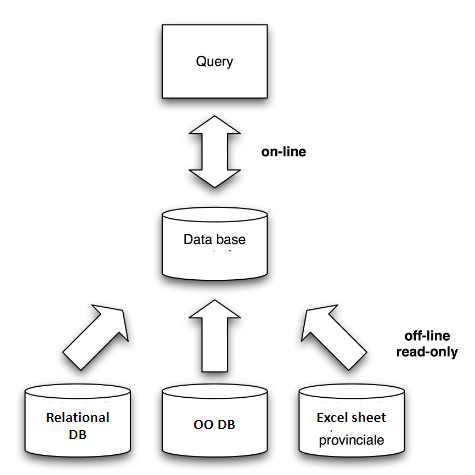 Query
on-line
Data base
off-line
read-only
Relational
DB
OO DB
Excel sheet
provinciale